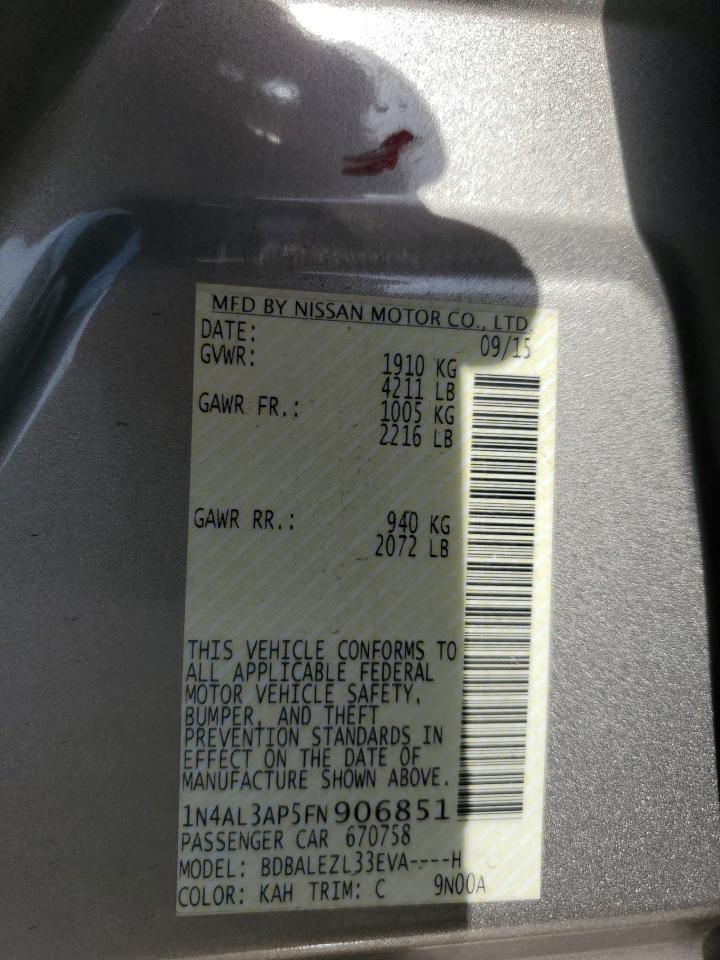 MFD BY NISSAN MOTOR CO., LTD.
DATE: 09/15
GVWR: 1910 KG
4211 LB
GAWR FR.: 1005 KG
2216 LB
GAWR RR.: 940 KG
2072 LB
THIS VEHICLE CONFORMS TO
ALL APPLICABLE FEDERAL
MOTOR VEHICLE SAFETY,
BUMPER, AND THEFT
PREVENTION STANDARDS IN
EFFECT ON THE DATE OF
MANUFACTURE SHOWN ABOVE.
1N4AL3AP5FN906851
PASSENGER CAR 670758
MODEL: BDBALEZL33EVA----H
COLOR: KAH TRIM: C 9N00A